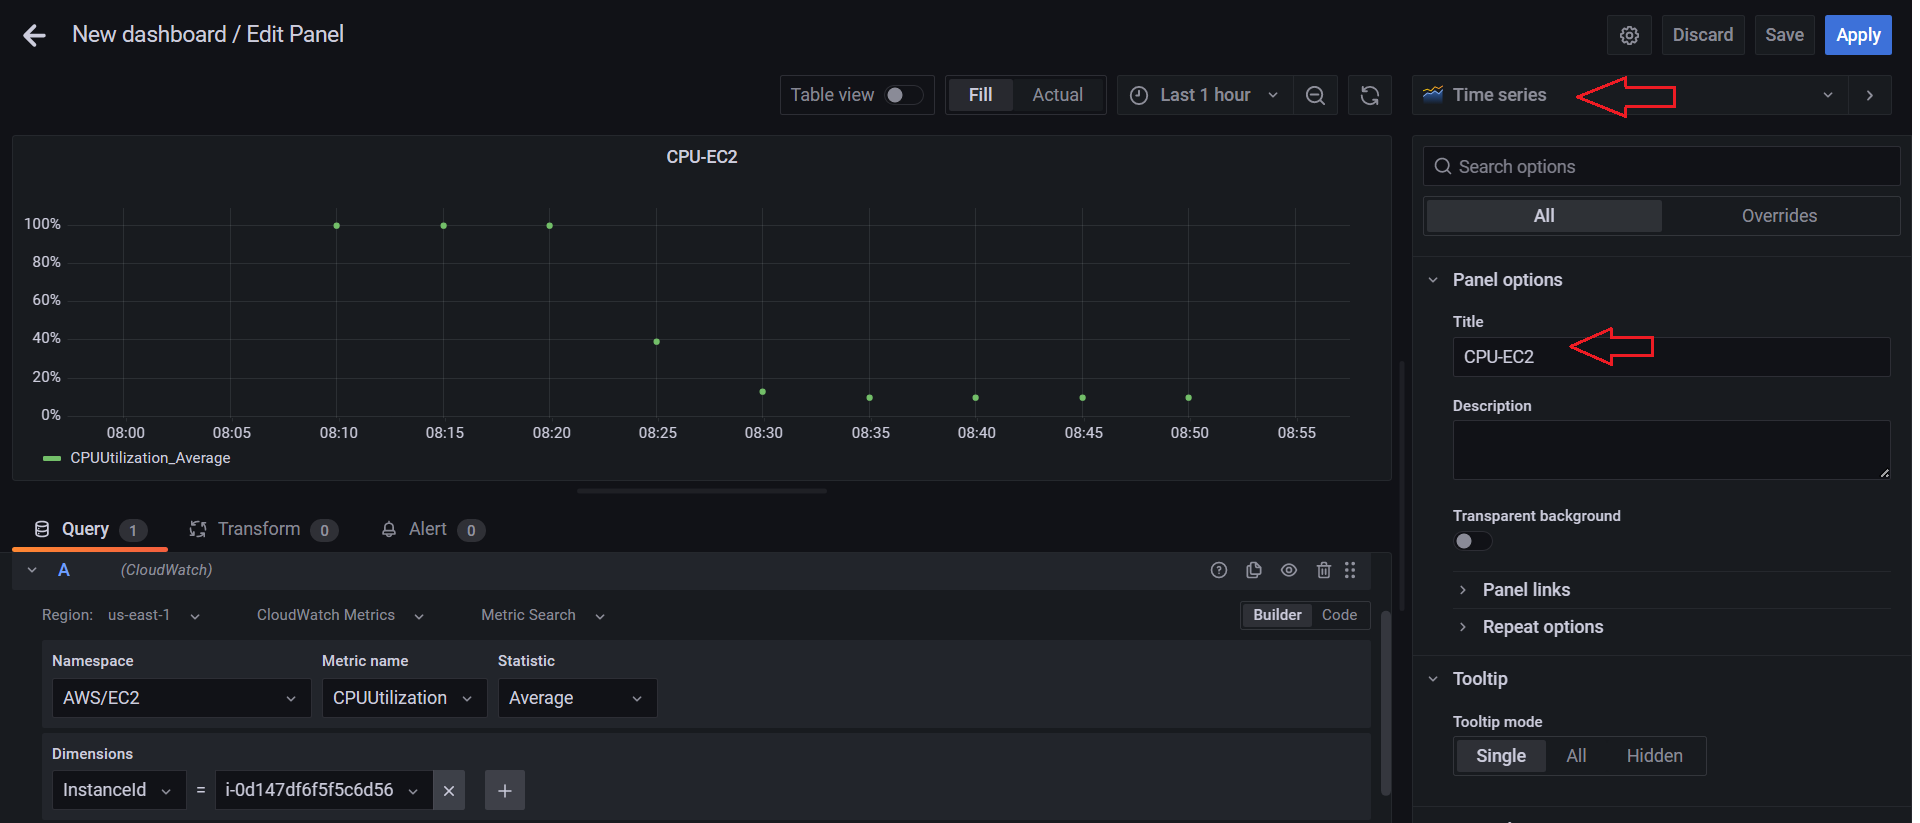 New dashboard / Edit Panel
Discard
Save
Apply
Table view
Fill
Actual
Last 1 hour
Time series
CPU-EC2
100%
80%
60%
40%
20%
0%
08:00 08:05 08:10 08:15 08:20 08:25 08:30 08:35 08:40 08:45 08:50 08:55
CPUUtilization_Average
Search options
All
Overrides
Panel options
Title
CPU-EC2
Description
Transparent background
Panel links
Repeat options
Tooltip
Tooltip mode
Single
All
Hidden
Query 1
Transform 0
Alert 0
A (CloudWatch)
Region: us-east-1
CloudWatch Metrics
Metric Search
Builder
Code
Namespace
Metric name
Statistic
AWS/EC2
CPUUtilization
Average
Dimensions
InstanceId = i-0d147df6f5f5c6d56